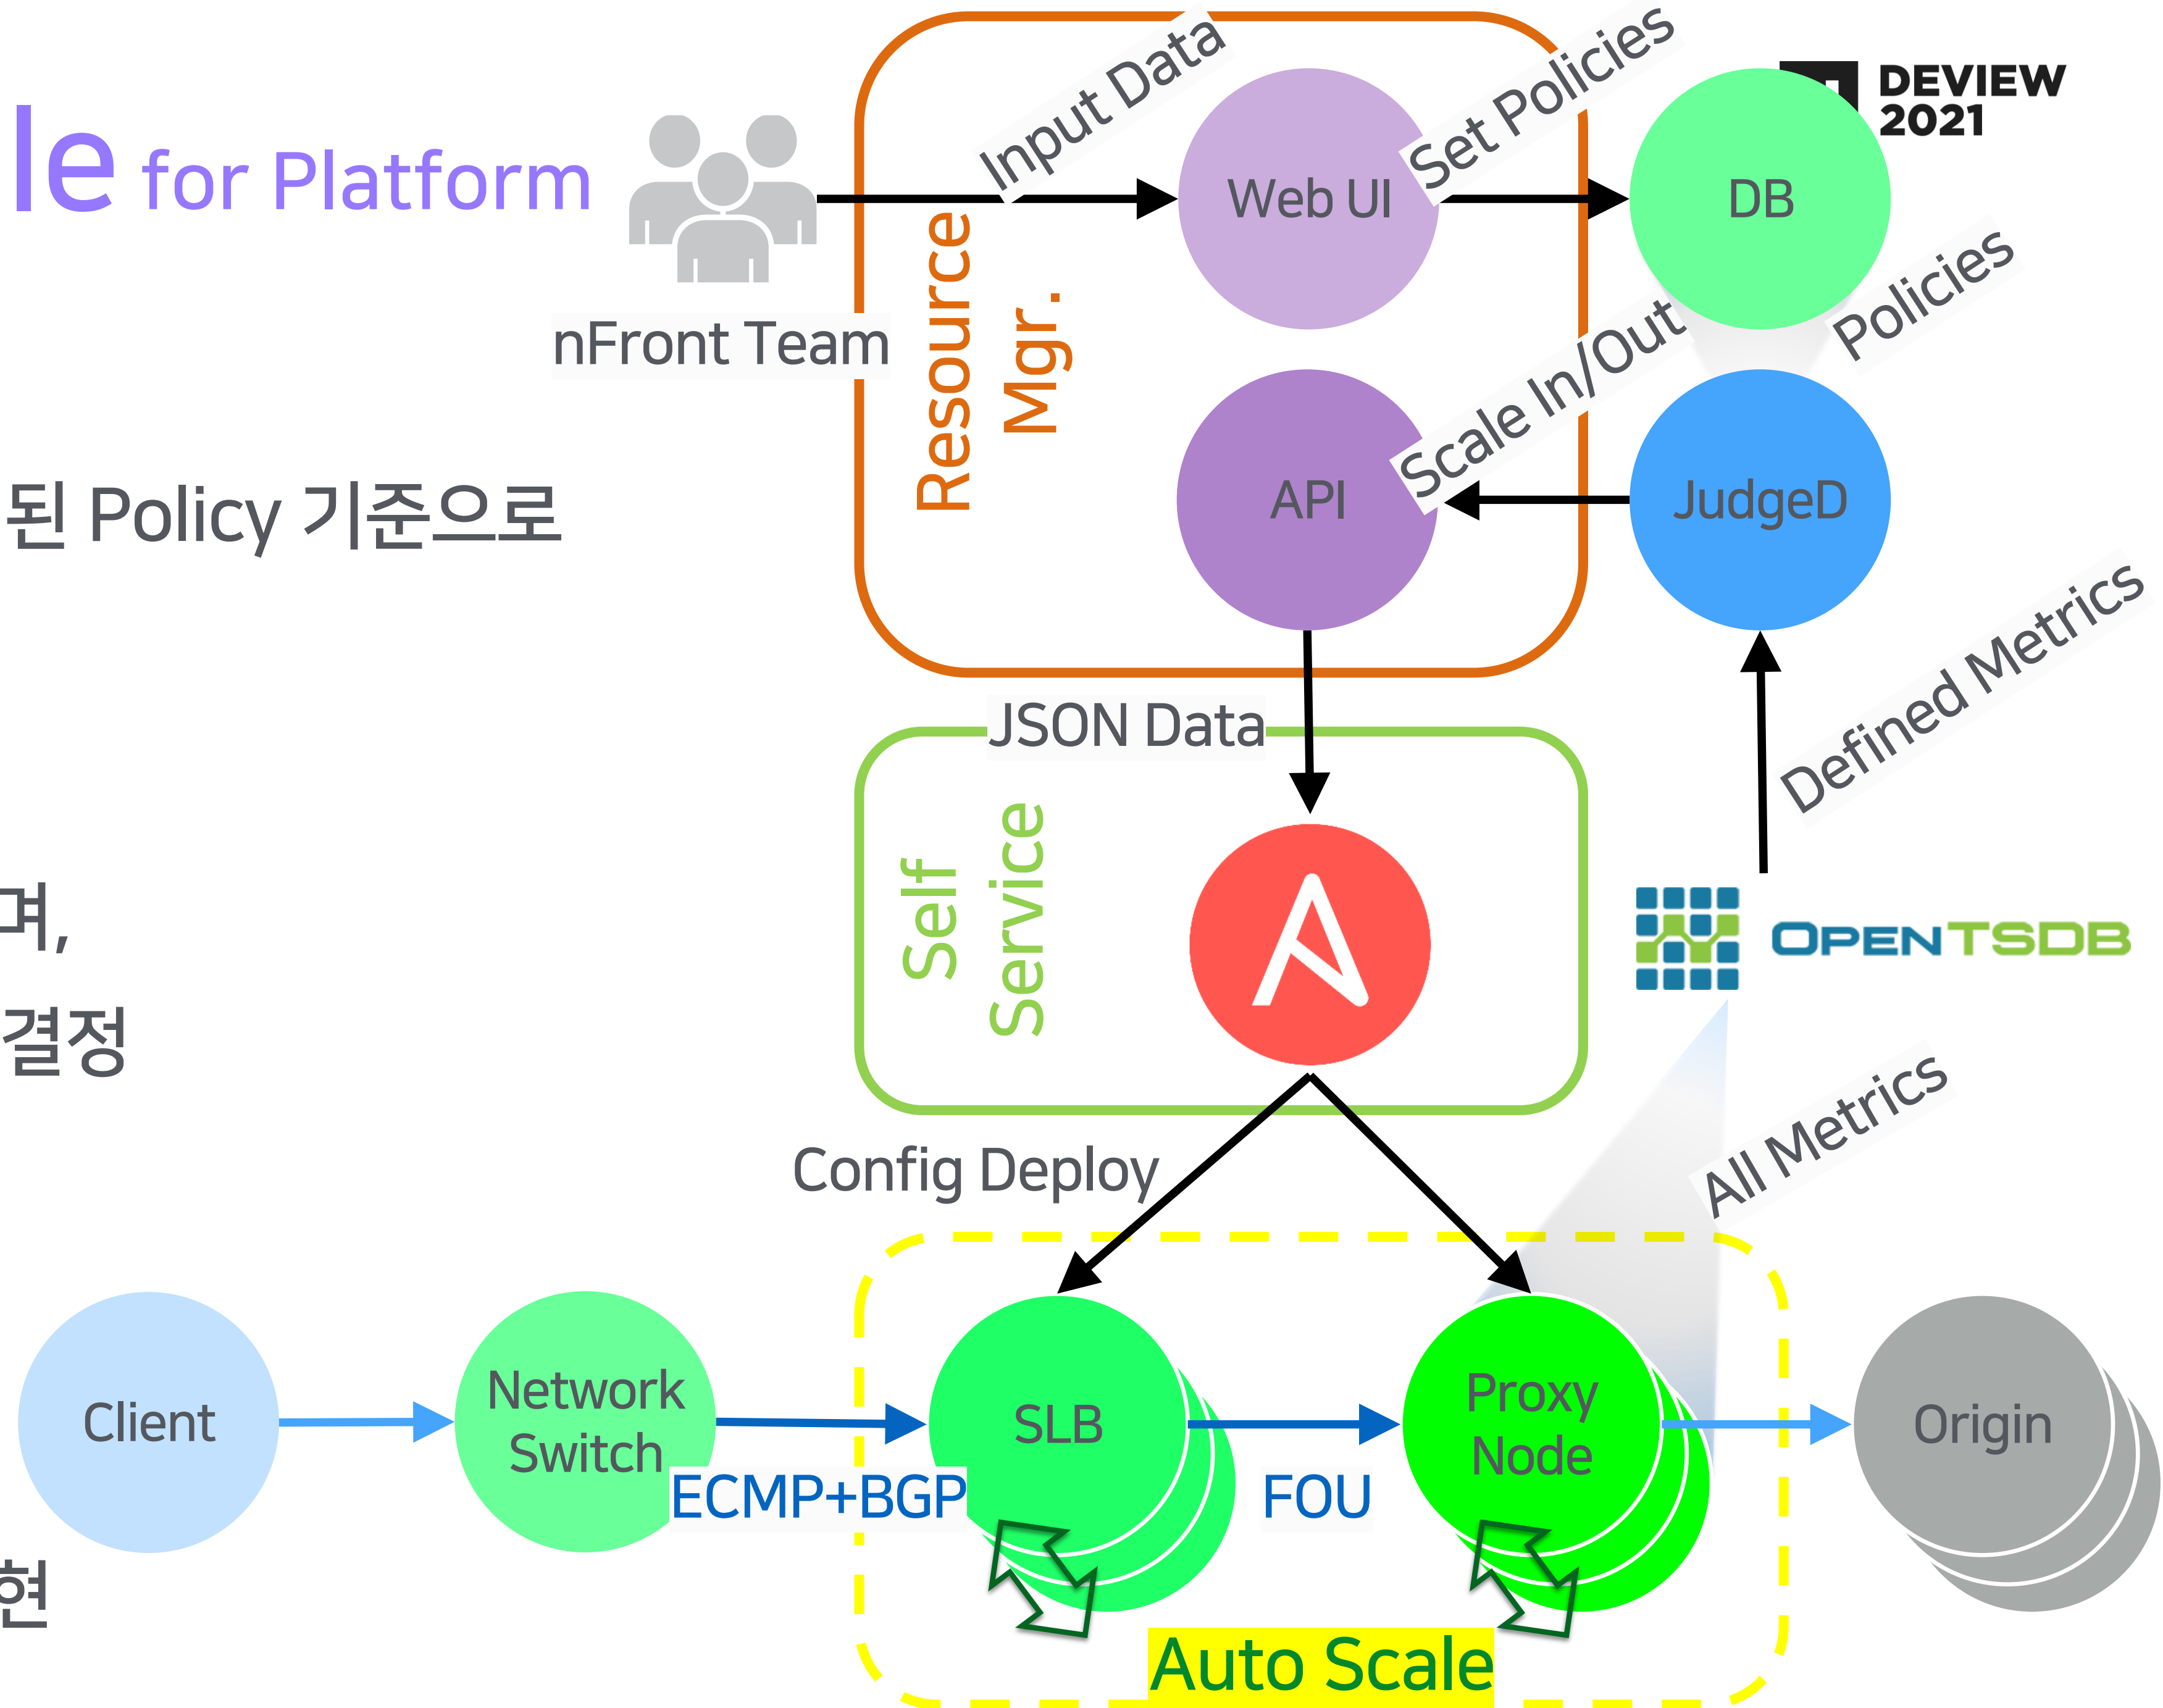 le for Platform
DEVIEW
2021
Input Data
Set Policies
Web UI
DB
nFront Team
Resource
Mgr.
Policies
Scale In/Out
API
JudgeD
된 Policy 기준으로
Defined Metrics
JSON Data
Self
Service
OPENTSDB
며,
결정
All Metrics
Config Deploy
Client
Network
Switch
SLB
Proxy
Node
Origin
ECMP+BGP
FOU
현
Auto Scale